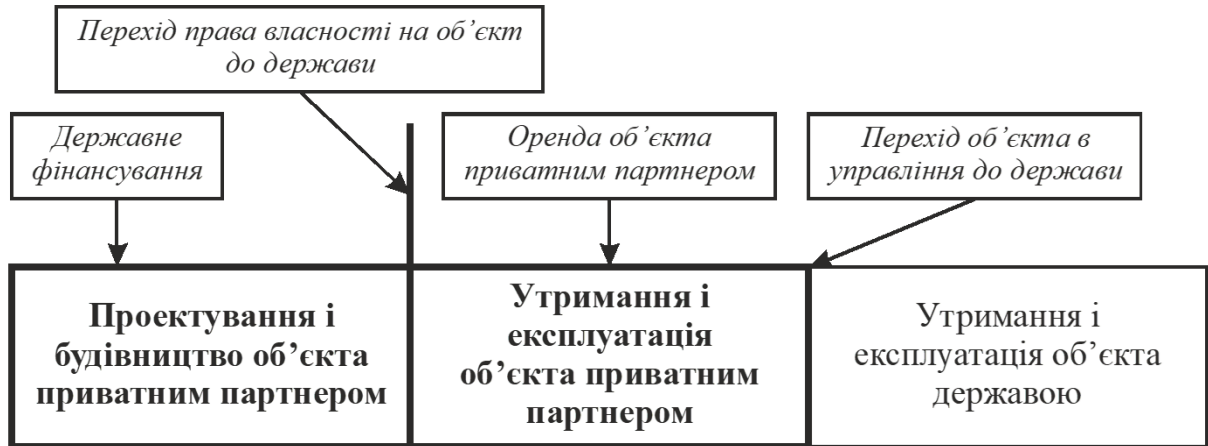 Перехід права власності на об’єкт
до держави
Державне
фінансування
Оренда об’єкта
приватним партнером
Перехід об’єкта в
управління до держави
Проектування і
будівництво об’єкта
приватним партнером
Утримання і
експлуатація
об’єкта приватним
партнером
Утримання і
експлуатація об’єкта
державою